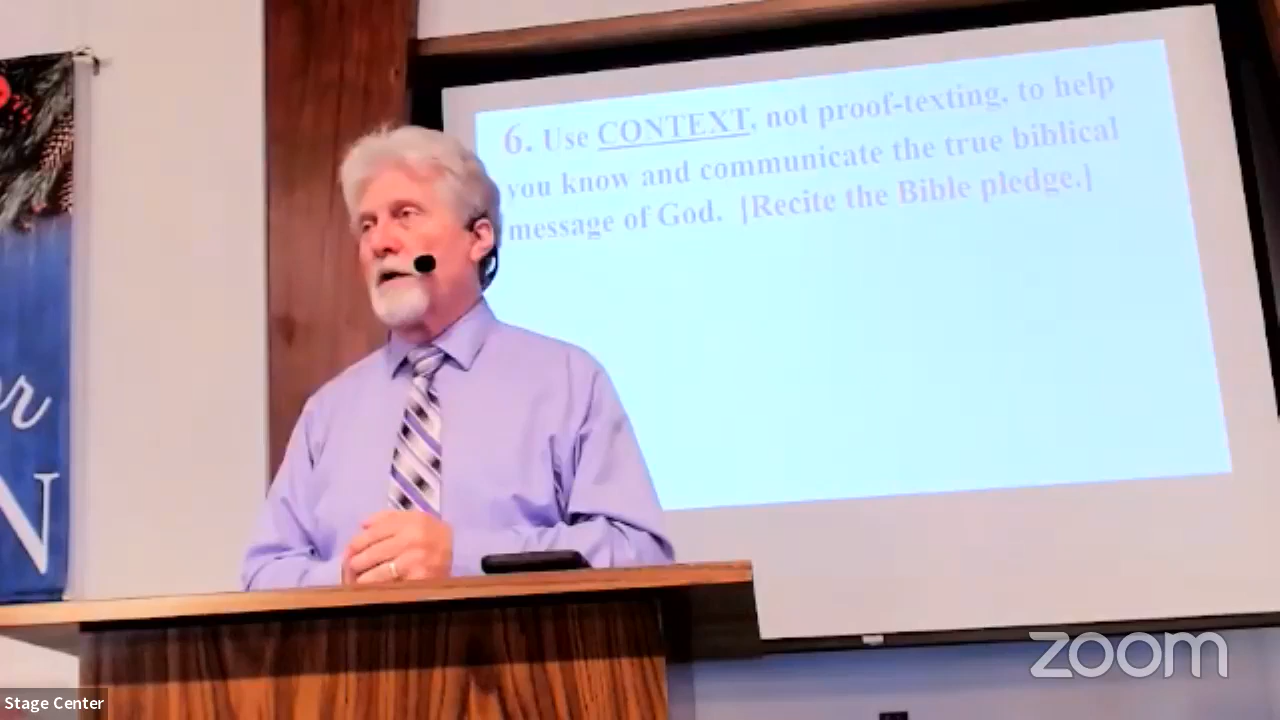 6. Use CONTEXT, not proof-texting, to help
you know and communicate the true biblical
message of God. [Recite the Bible pledge.]
or
N
zoom
Stage Center